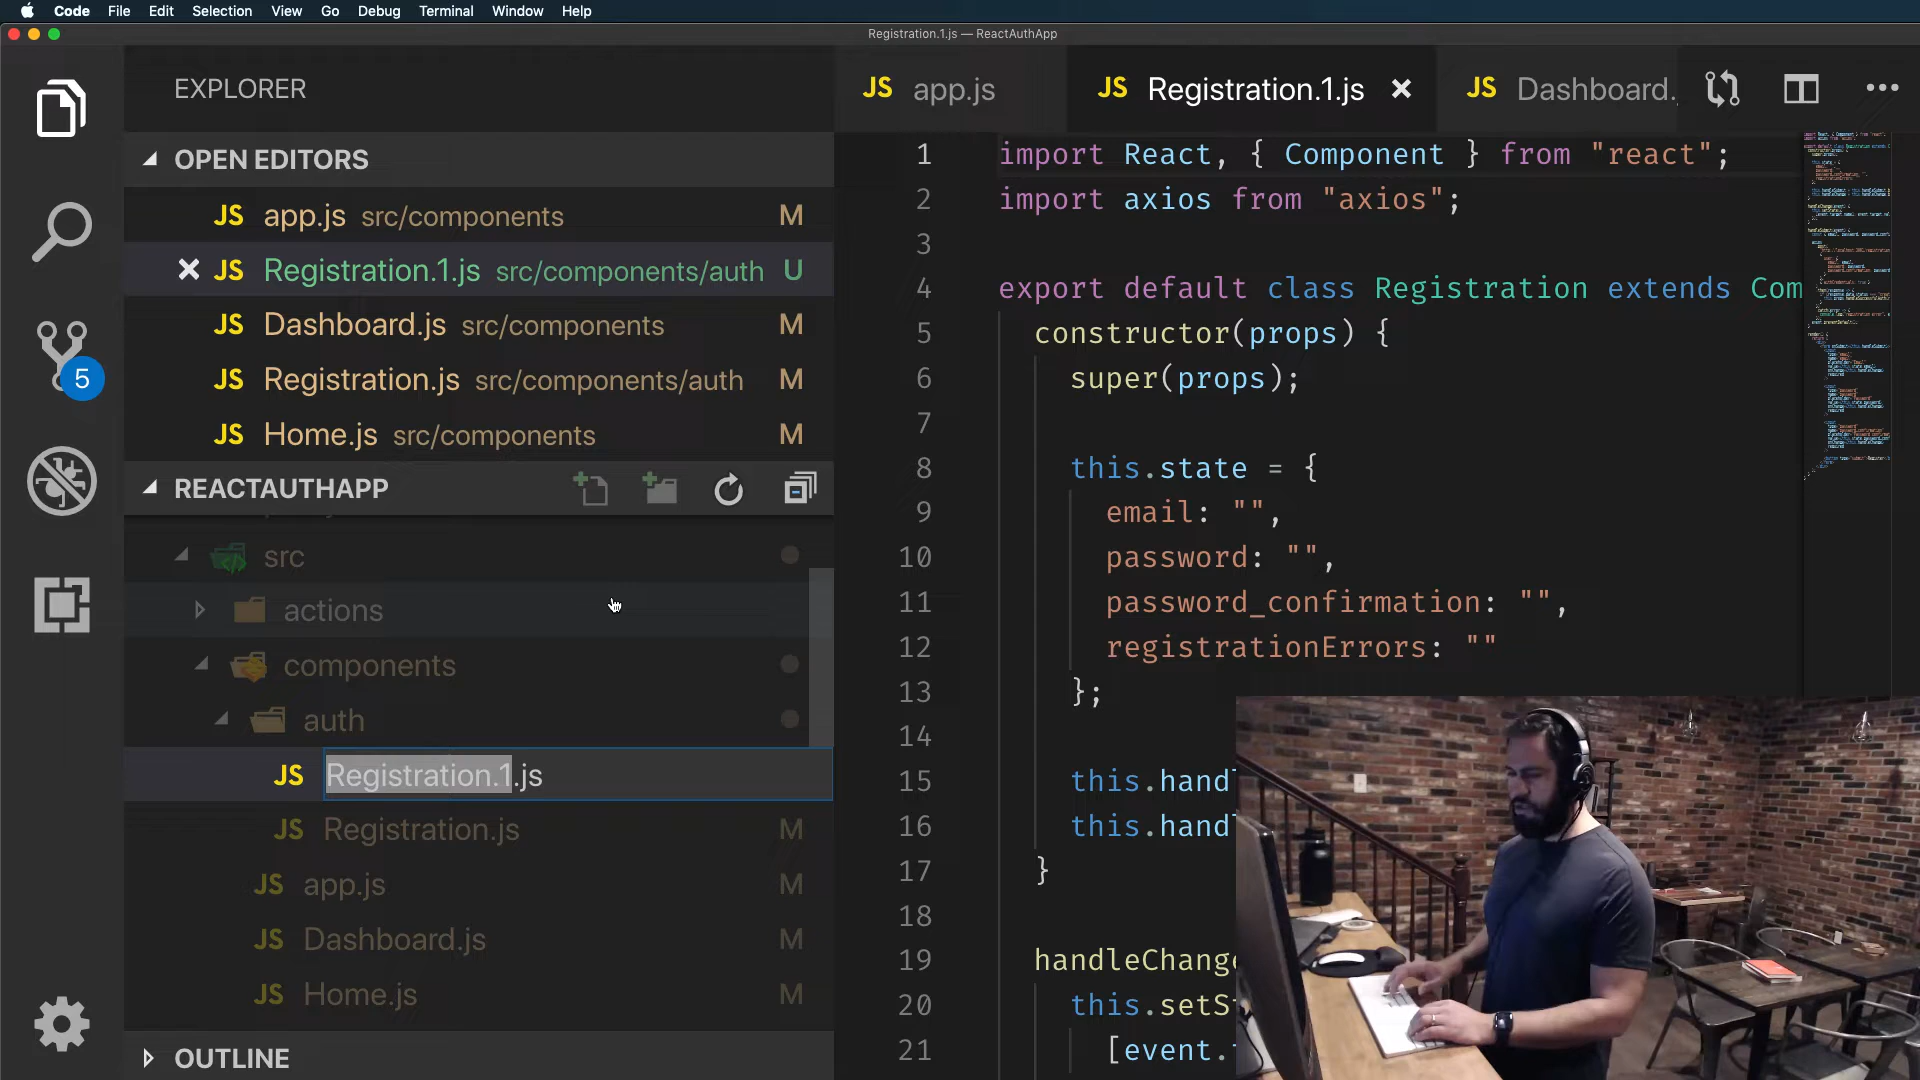 Code File Edit Selection View Go Debug Terminal Window Help
Registration.1.js — ReactAuthApp
EXPLORER
OPEN EDITORS
JS app.js src/components M
JS Registration.1.js src/components/auth U
JS Dashboard.js src/components M
JS Registration.js src/components/auth M
JS Home.js src/components M
5
REACTAUTHAPP
src
actions
components
auth
JS Registration.1.js
JS Registration.js M
JS app.js M
JS Dashboard.js M
JS Home.js M
OUTLINE
JS app.js
JS Registration.1.js
JS Dashboard.
1 import React, { Component } from "react";
2 import axios from "axios";
3
4 export default class Registration extends Com
5 constructor(props) {
6 super(props);
7
8 this.state = {
9 email: "",
10 password: "",
11 password_confirmation: "",
12 registrationErrors: ""
13 };
14
15 this.hand
16 this.hand
17 }
18
19 handleChange
20 this.setS
21 [event.